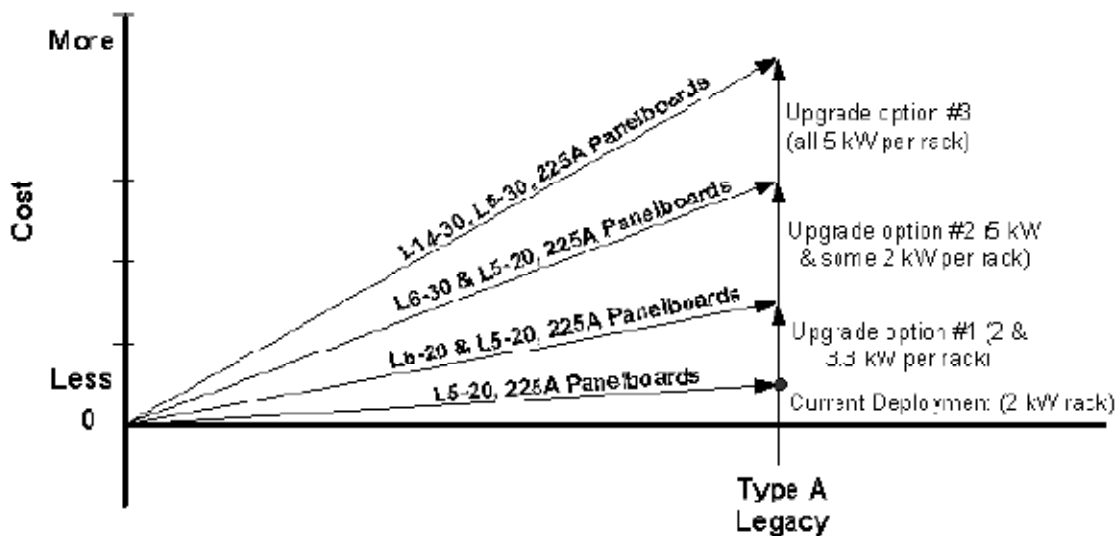 More
Cost
Less
0
L14-30, L6-30, 225A Panelboards
L6-30 & L5-20, 225A Panelboards
L6-20 & L5-20, 225A Panelboards
L5-20, 225A Panelboards
Upgrade option #3
(all 5 kW per rack)
Upgrade option #2 (5 kW
& some 2 kW per rack)
Upgrade option #1 (2 &
3.3 kW per rack)
Current Deployment (2 kW rack)
Type A
Legacy